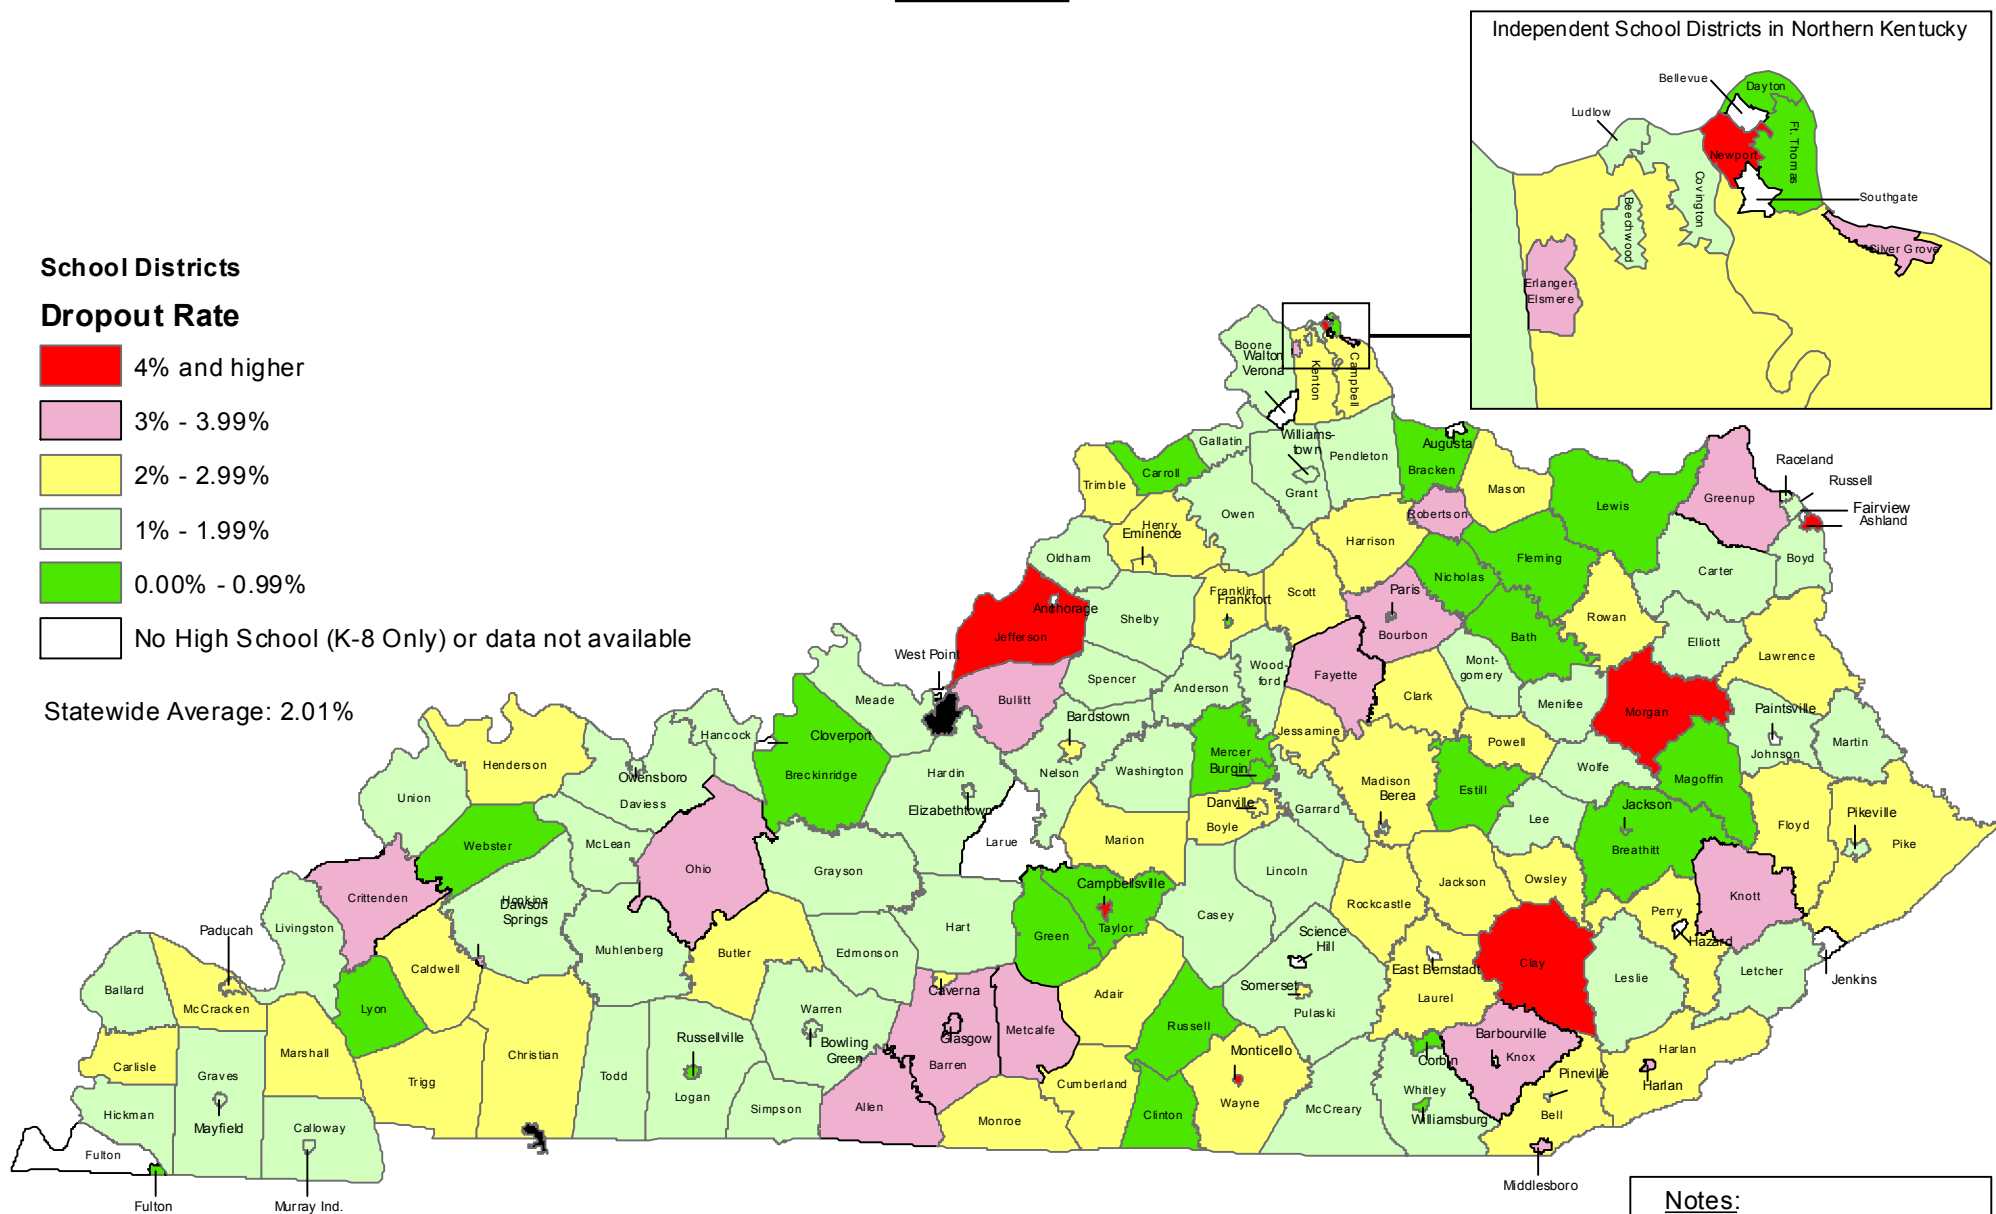 Independent School Districts in Northern Kentucky
Bellevue
Dayton
Ludlow
Ft. Thomas
Newport
Covington
Beechwood
Southgate
Silver Grove
Erlanger-
Elsmere
School Districts
Dropout Rate
4% and higher
3% - 3.99%
2% - 2.99%
1% - 1.99%
0.00% - 0.99%
No High School (K-8 Only) or data not available
Statewide Average: 2.01%
Boone
Walton
Verona
Kenton
Campbell
Gallatin
Williams-
town
Pendleton
Grant
Augusta
Bracken
Carroll
Trimble
Mason
Lewis
Greenup
Raceland
Russell
Fairview
Ashland
Boyd
Carter
Owen
Henry
Eminence
Robertson
Harrison
Fleming
Nicholas
Oldham
Anchorage
Jefferson
Shelby
Franklin
Frankfort
Scott
Paris
Bourbon
Bath
Rowan
Elliott
Lawrence
West Point
Meade
Bullitt
Spencer
Anderson
Wood-
ford
Fayette
Clark
Mont-
gomery
Menifee
Morgan
Paintsville
Johnson
Martin
Hancock
Cloverport
Breckinridge
Bardstown
Nelson
Washington
Mercer
Burgin
Jessamine
Madison
Berea
Powell
Estill
Wolfe
Magoffin
Henderson
Union
Owensboro
Daviess
Hardin
Elizabethtown
Larue
Marion
Danville
Boyle
Garrard
Lee
Jackson
Breathitt
Floyd
Pikeville
Pike
Webster
McLean
Ohio
Grayson
Crittenden
Hopkins
Dawson
Springs
Livingston
Muhlenberg
Butler
Edmonson
Hart
Green
Campbellsville
Taylor
Casey
Lincoln
Rockcastle
Jackson
Owsley
Perry
Knott
Hazard
Science
Hill
Somerset
Pulaski
East Bernstadt
Laurel
Clay
Leslie
Letcher
Jenkins
Paducah
Ballard
McCracken
Caldwell
Lyon
Carlisle
Marshall
Trigg
Christian
Todd
Russellville
Logan
Warren
Bowling
Green
Simpson
Caverna
Glasgow
Barren
Metcalfe
Allen
Monroe
Adair
Cumberland
Russell
Clinton
Monticello
Wayne
McCreary
Corbin
Whitley
Williamsburg
Barbourville
Knox
Pineville
Bell
Harlan
Harlan
Middlesboro
Graves
Mayfield
Hickman
Calloway
Fulton
Fulton
Murray Ind.
Notes: